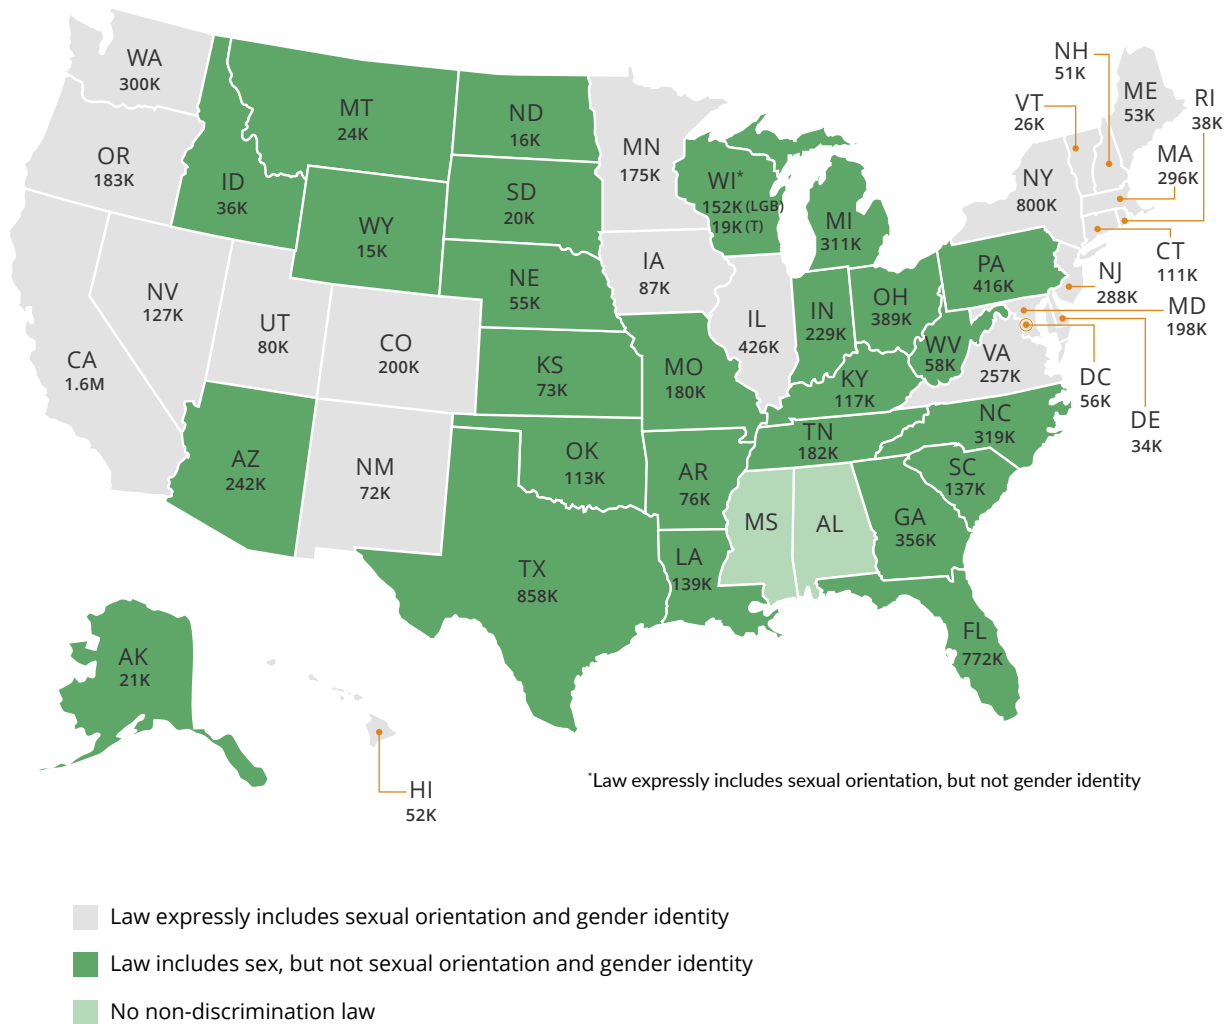 WA
300K
OR
183K
CA
1.6M
NV
127K
ID
36K
MT
24K
WY
15K
UT
80K
CO
200K
AZ
242K
NM
72K
ND
16K
SD
20K
NE
55K
KS
73K
OK
113K
TX
858K
MN
175K
IA
87K
MO
180K
AR
76K
LA
139K
WI*
152K (LGB)
19K (T)
IL
426K
MI
311K
IN
229K
OH
389K
KY
117K
TN
182K
MS
AL
GA
356K
FL
772K
SC
137K
NC
319K
VA
257K
WV
58K
PA
416K
NY
800K
VT
26K
NH
51K
ME
53K
RI
38K
MA
296K
CT
111K
NJ
288K
MD
198K
DC
56K
DE
34K
AK
21K
HI
52K
*Law expressly includes sexual orientation, but not gender identity
Law expressly includes sexual orientation and gender identity
Law includes sex, but not sexual orientation and gender identity
No non-discrimination law